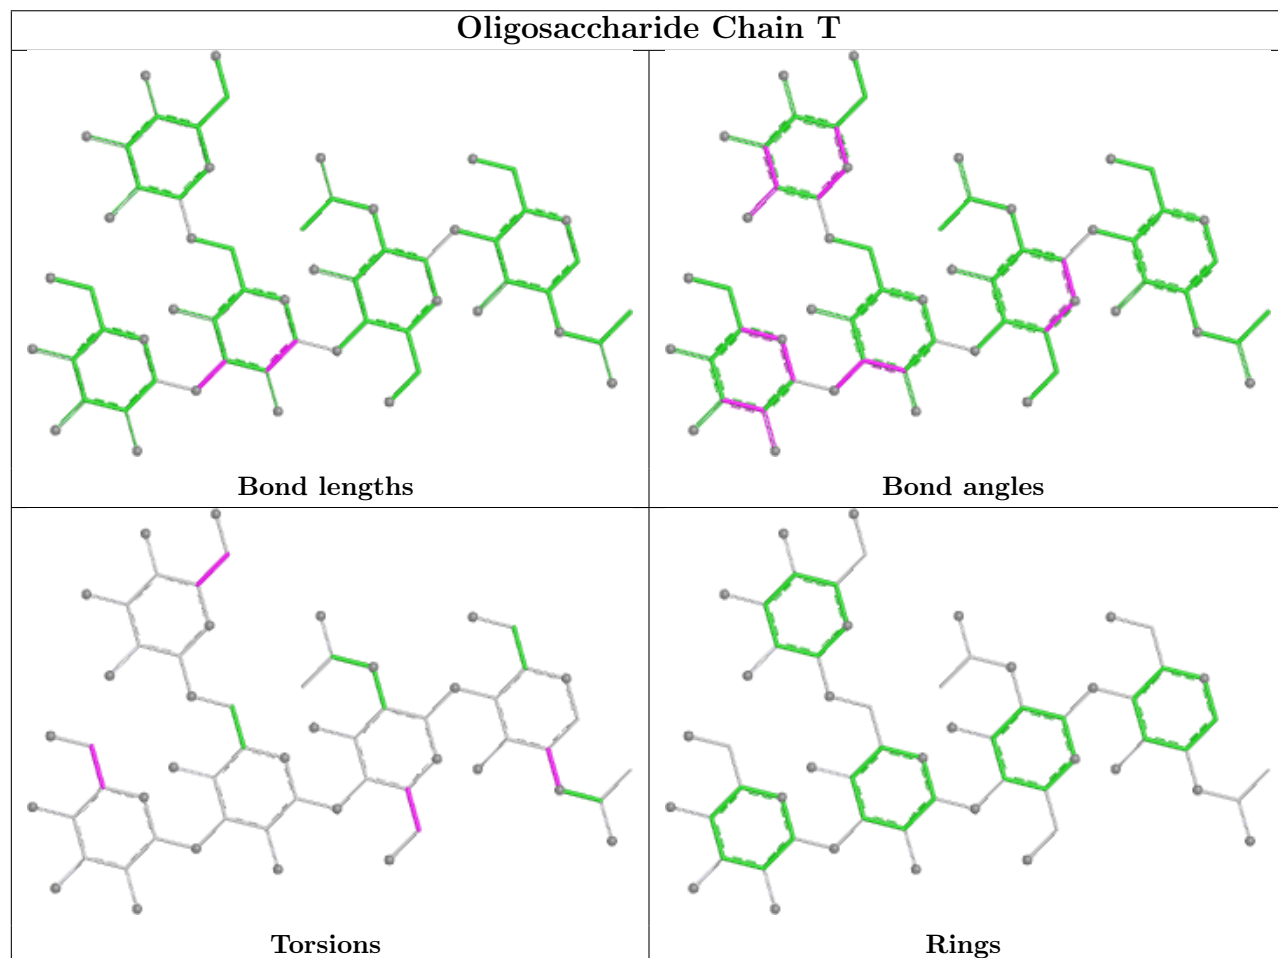 Oligosaccharide Chain T
Bond lengths
Bond angles
Torsions
Rings